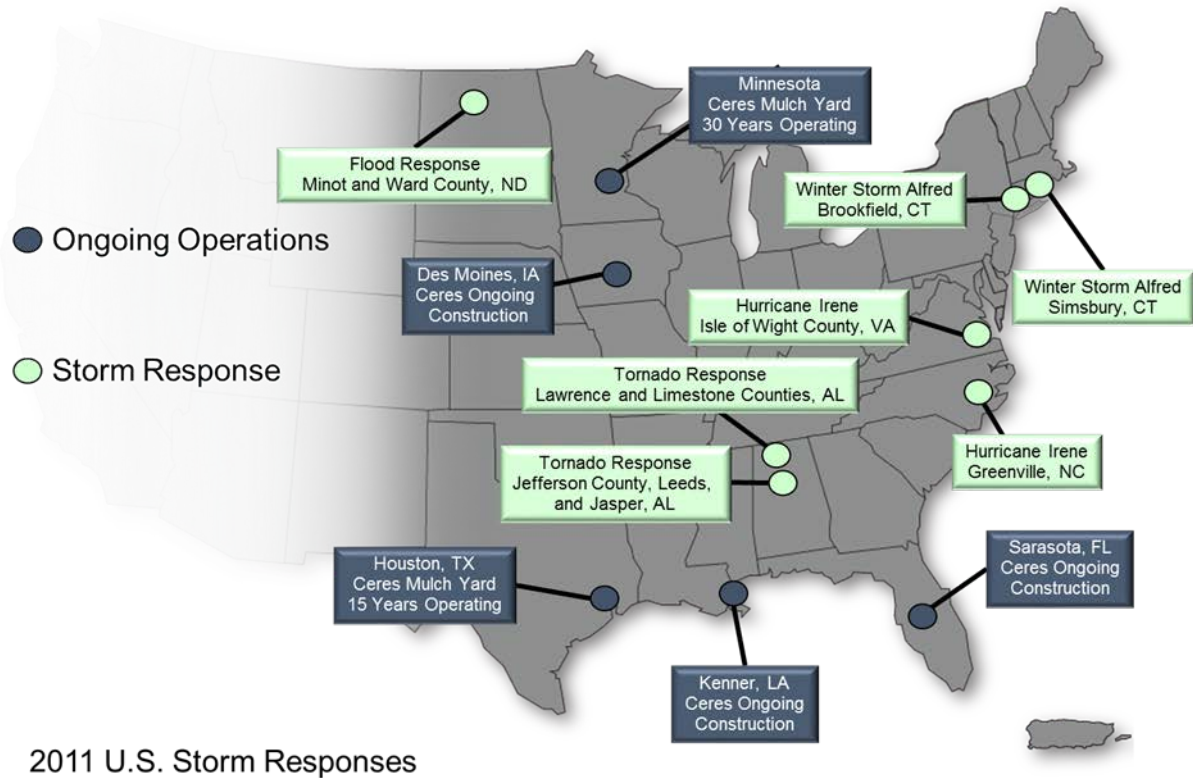 Minnesota
Ceres Mulch Yard
30 Years Operating
Flood Response
Minot and Ward County, ND
Winter Storm Alfred
Brookfield, CT
Ongoing Operations
Des Moines, IA
Ceres Ongoing
Construction
Winter Storm Alfred
Simsbury, CT
Hurricane Irene
Isle of Wight County, VA
Storm Response
Tornado Response
Lawrence and Limestone Counties, AL
Hurricane Irene
Greenville, NC
Tornado Response
Jefferson County, Leeds,
and Jasper, AL
Sarasota, FL
Ceres Ongoing
Construction
Houston, TX
Ceres Mulch Yard
15 Years Operating
Kenner, LA
Ceres Ongoing
Construction
2011 U.S. Storm Responses